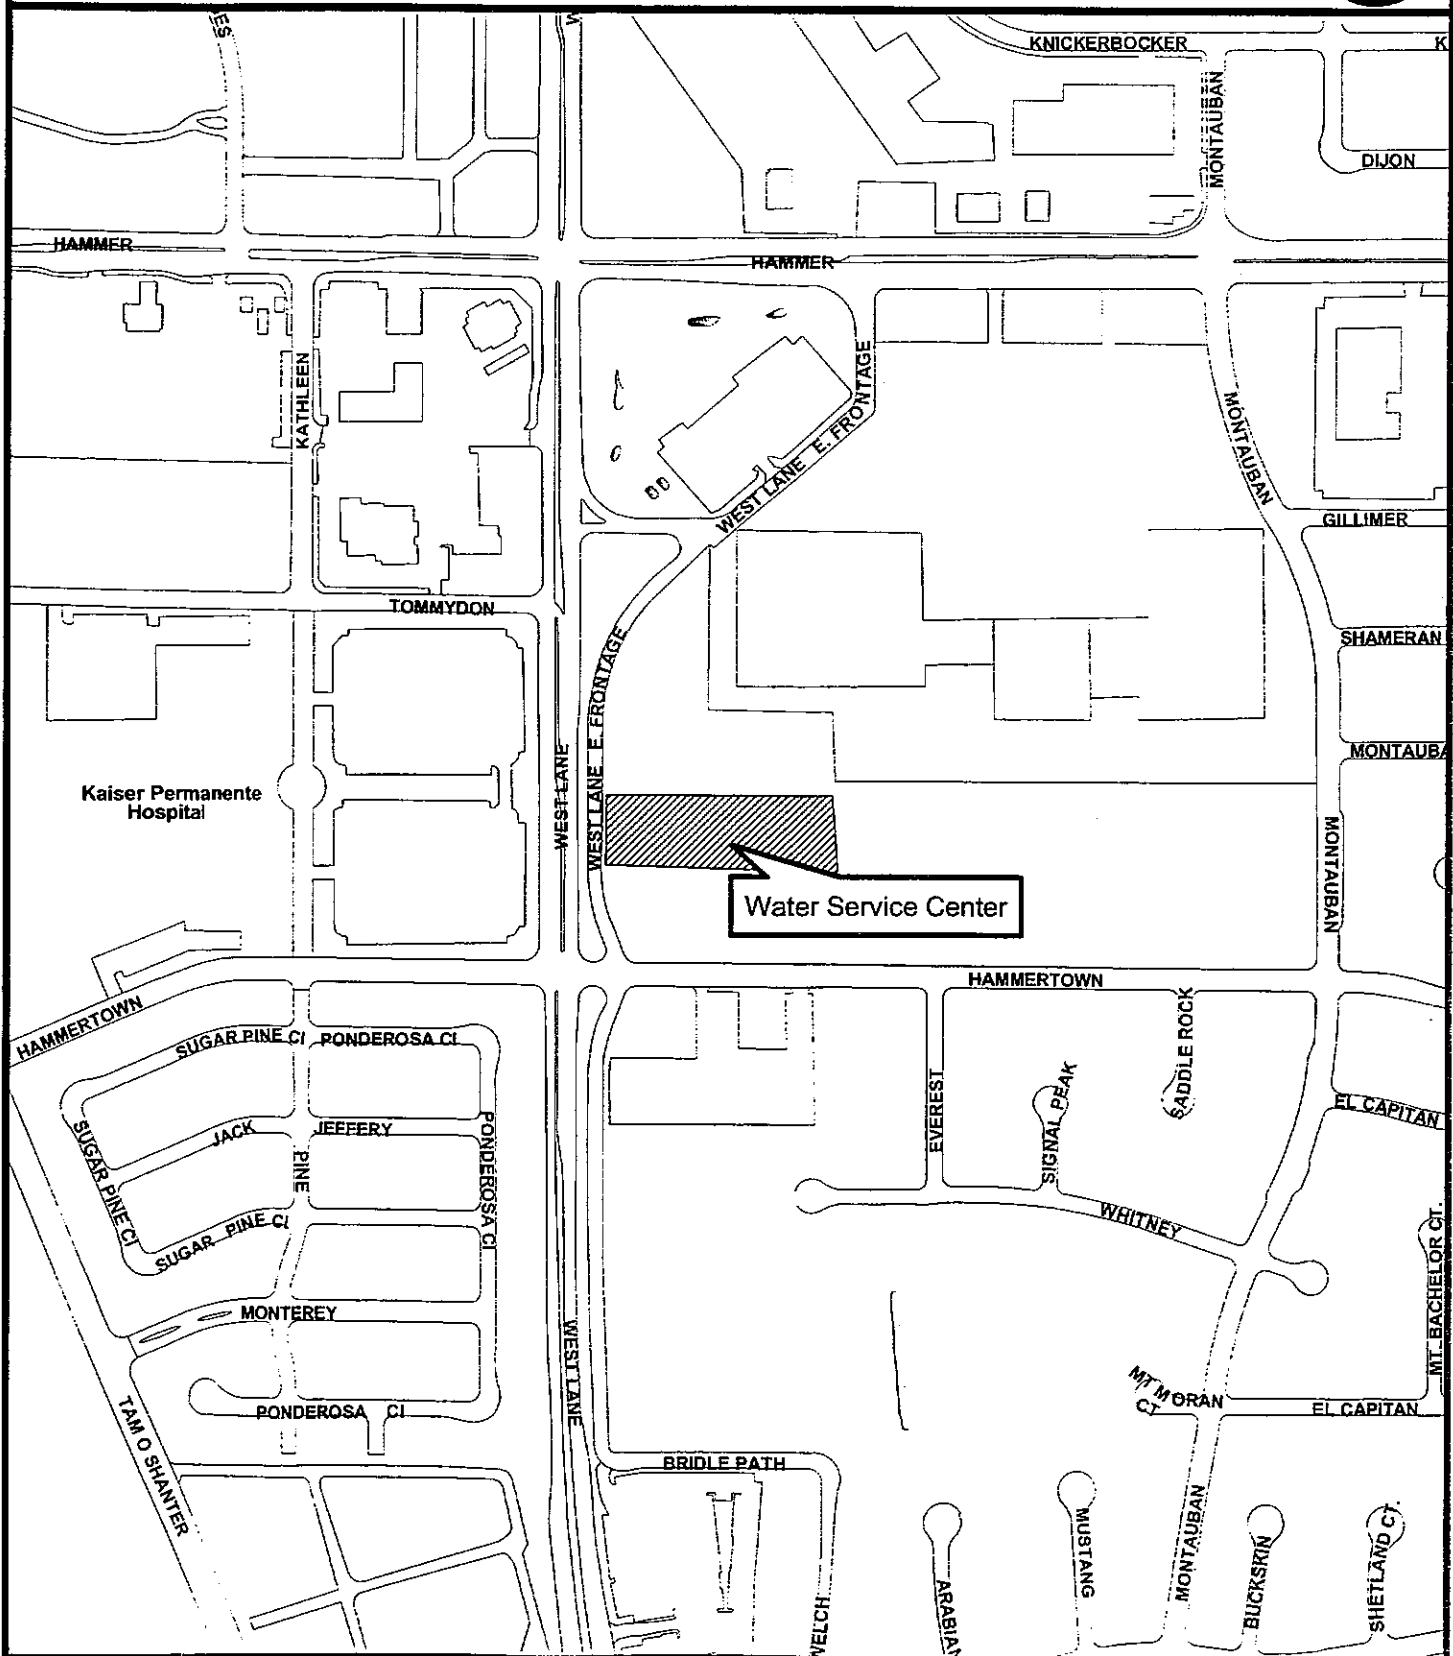 KNICKERBOCKER
MONTAUBAN
DIJON
HAMMER
HAMMER
KATHLEEN
WEST LANE E. FRONTAGE
MONTAUBAN
GILLIMER
TOMMYDON
SHAMERAN
WEST LANE E. FRONTAGE
WEST LANE
Kaiser Permanente
Hospital
MONTAUBAN
Water Service Center
HAMMERTOWN
HAMMERTOWN
SUGAR PINE CI
PONDEROSA CI
SADDLE ROCK
SIGNAL PEAK
EVEREST
EL CAPITAN
SUGAR PINE CI
JACK
JEFFERY
PINE
PONDEROSA CI
SUGAR PINE CI
WHITNEY
MT. BACHELOR CT.
MONTEREY
WEST LANE
MT MORAN
CT
EL CAPITAN
PONDEROSA CI
TAM O SHANTER
BRIDLE PATH
MUSTANG
MONTAUBAN
BUCKSKIN
SHETLAND CT.
ARABIAN
WELCH